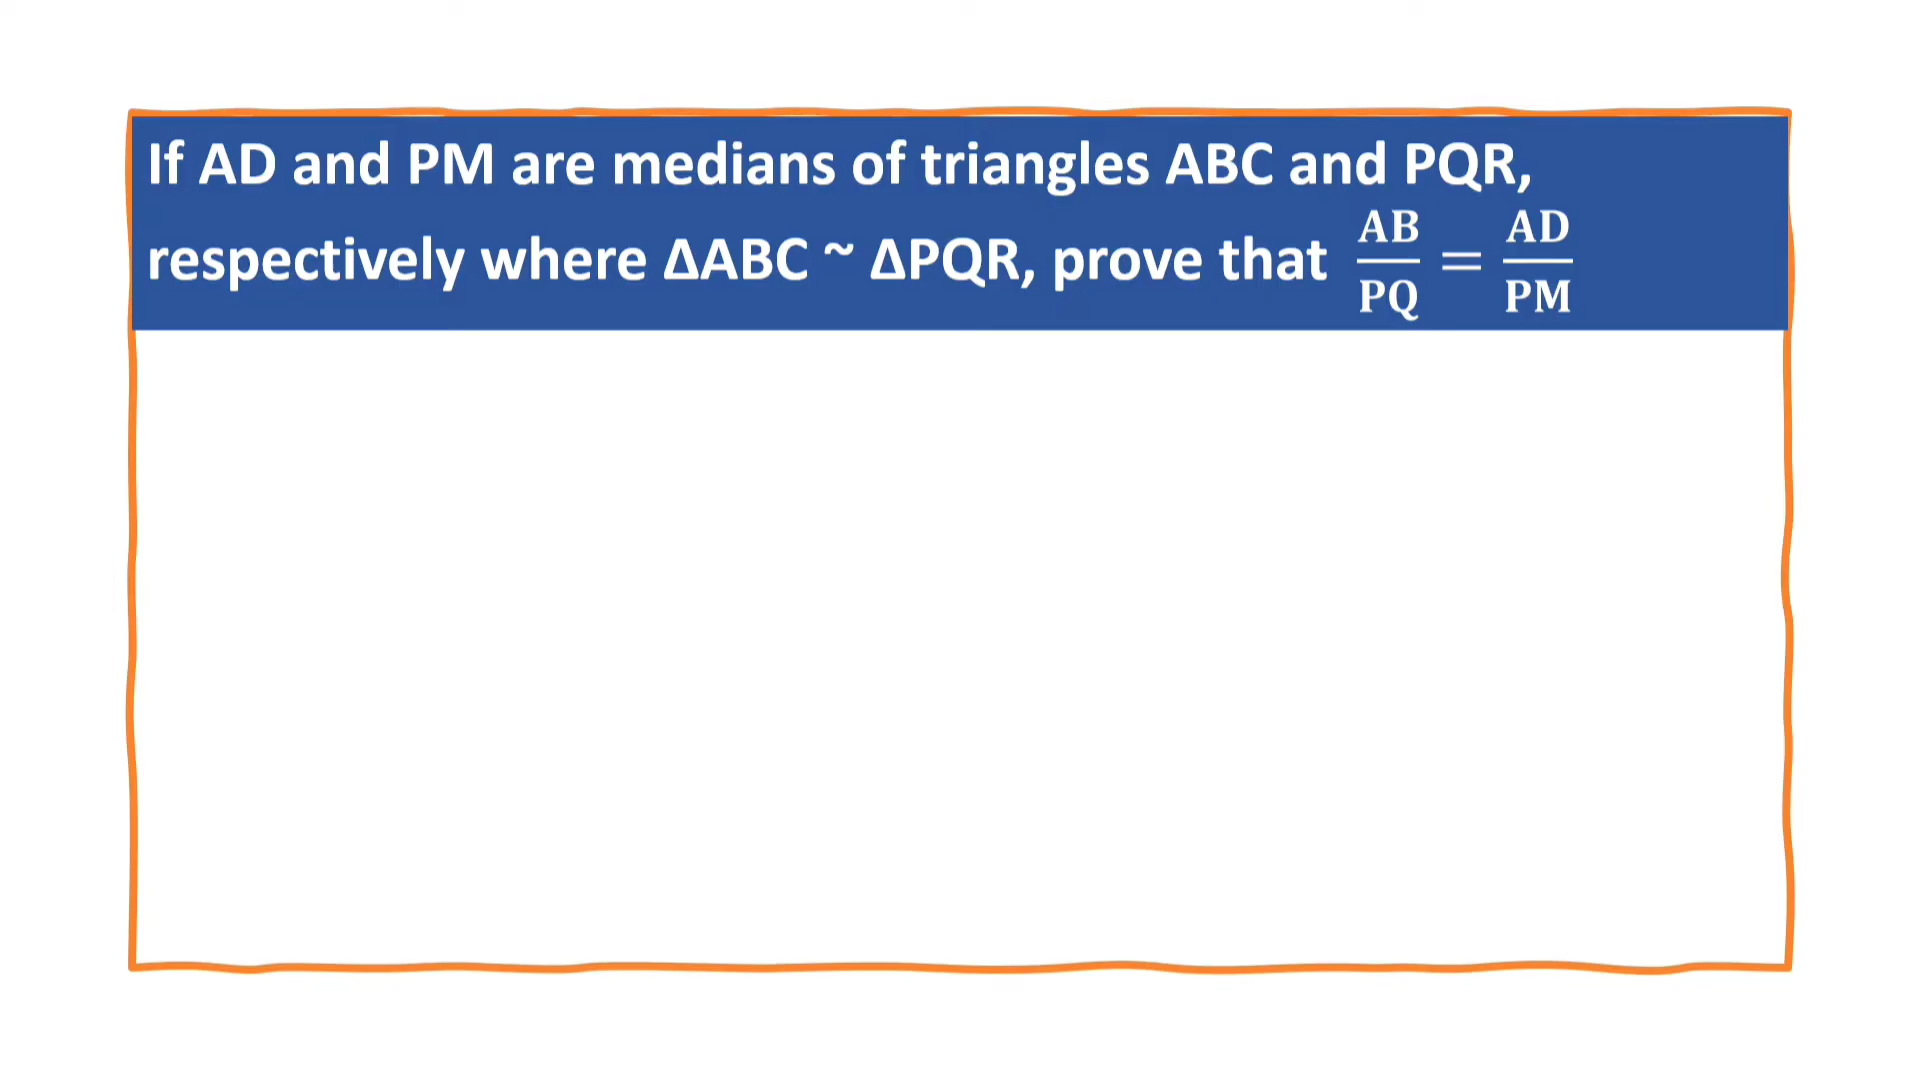 If AD and PM are medians of triangles ABC and PQR,
respectively where ΔABC ~ ΔPQR, prove that AB/PQ = AD/PM